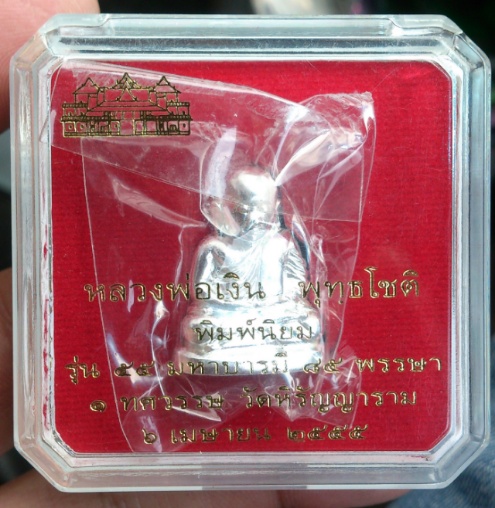 หลวงพ่อเงิน พุทธโชติ
พิมพ์นิยม
รุ่น ๕๕ มหาบารมี ๘๕ พรรษา
๑ ทศวรรษ วัดหิรัญญาราม
๖ เมษายน ๒๕๕๕